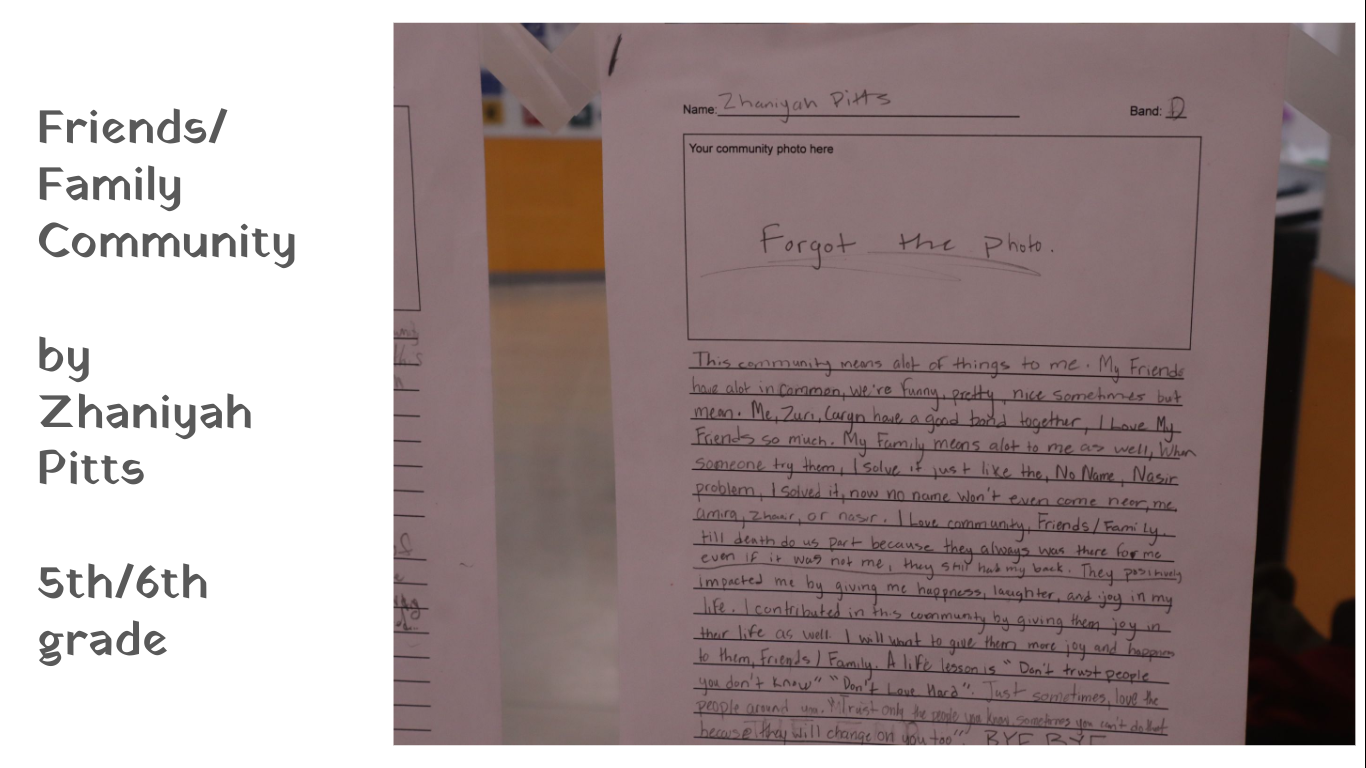 Friends/
Family
Community
by
Zhaniyah
Pitts
5th/6th
grade
Name: Zhaniyah Pitts
Band: D
Your community photo here
Forgot the photo.
This community means alot of things to me. My Friends
have alot in common, we're funny, pretty, nice sometimes but
mean. Me, Zuri, Caryn have a good bond together, I Love My
Friends so much. My Family means alot to me as well, When
someone try them, I solve it just like the, No Name, Nasir
problem, I solved it, now no name won't even come near, me,
amira, Zhanir, or nasir. I Love community, Friends/Family.
till death do us part because they always was there for me
even if it was not me, they still had my back. They positively
impacted me by giving me happness, laughter, and joy in my
life. I contributed in this community by giving them joy in
their life as well. I will want to give them more joy and happness
to them, Friends/Family. A life lesson is "Don't trust people
you don't know" "Don't Love Hard". Just sometimes, love the
people around you. "Trust only the people you know, sometimes you can't do that
because they will change on you too". BYE BYE